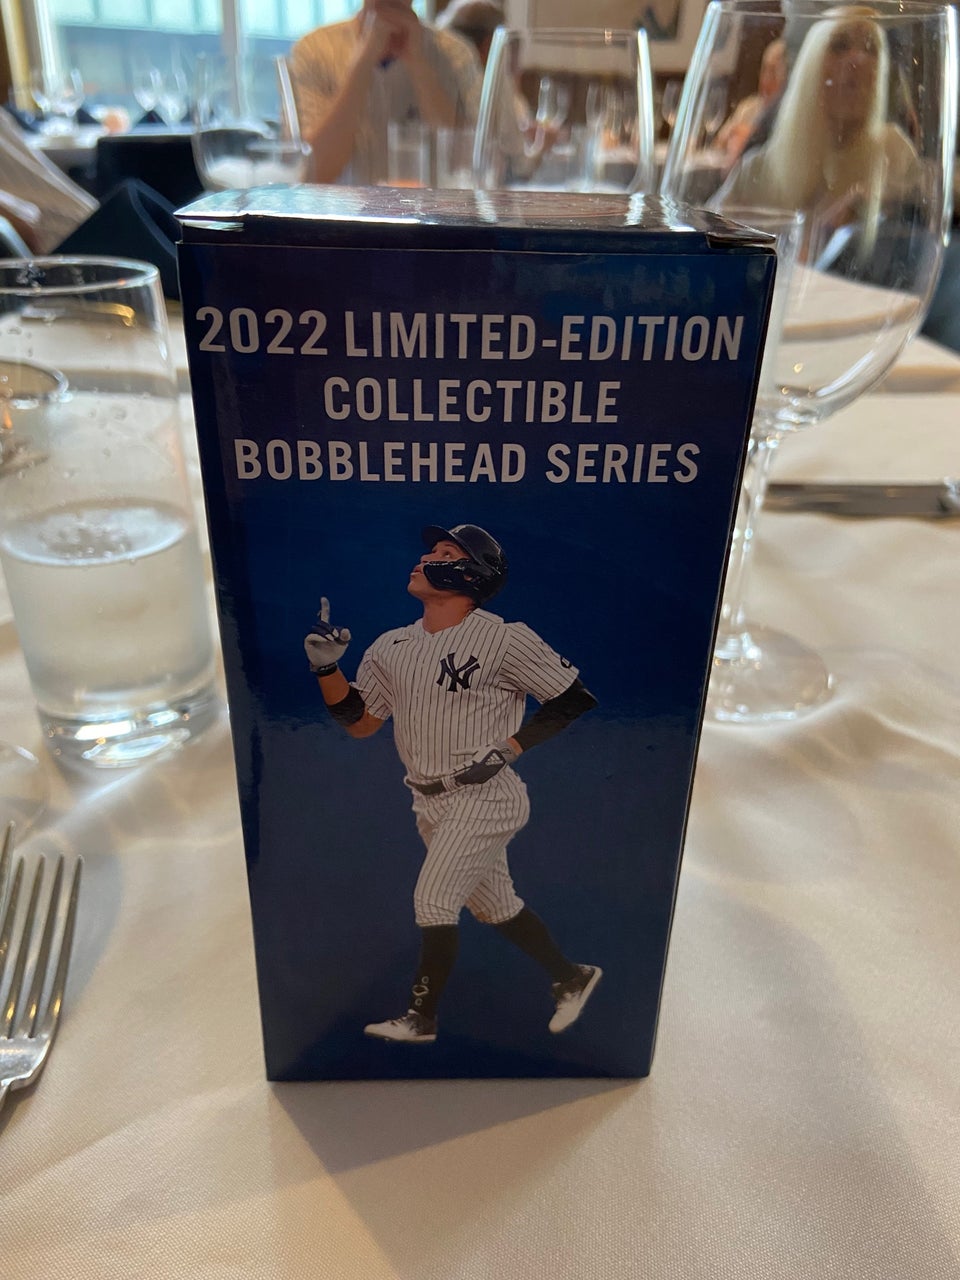 2022 LIMITED-EDITION
COLLECTIBLE
BOBBLEHEAD SERIES
NY